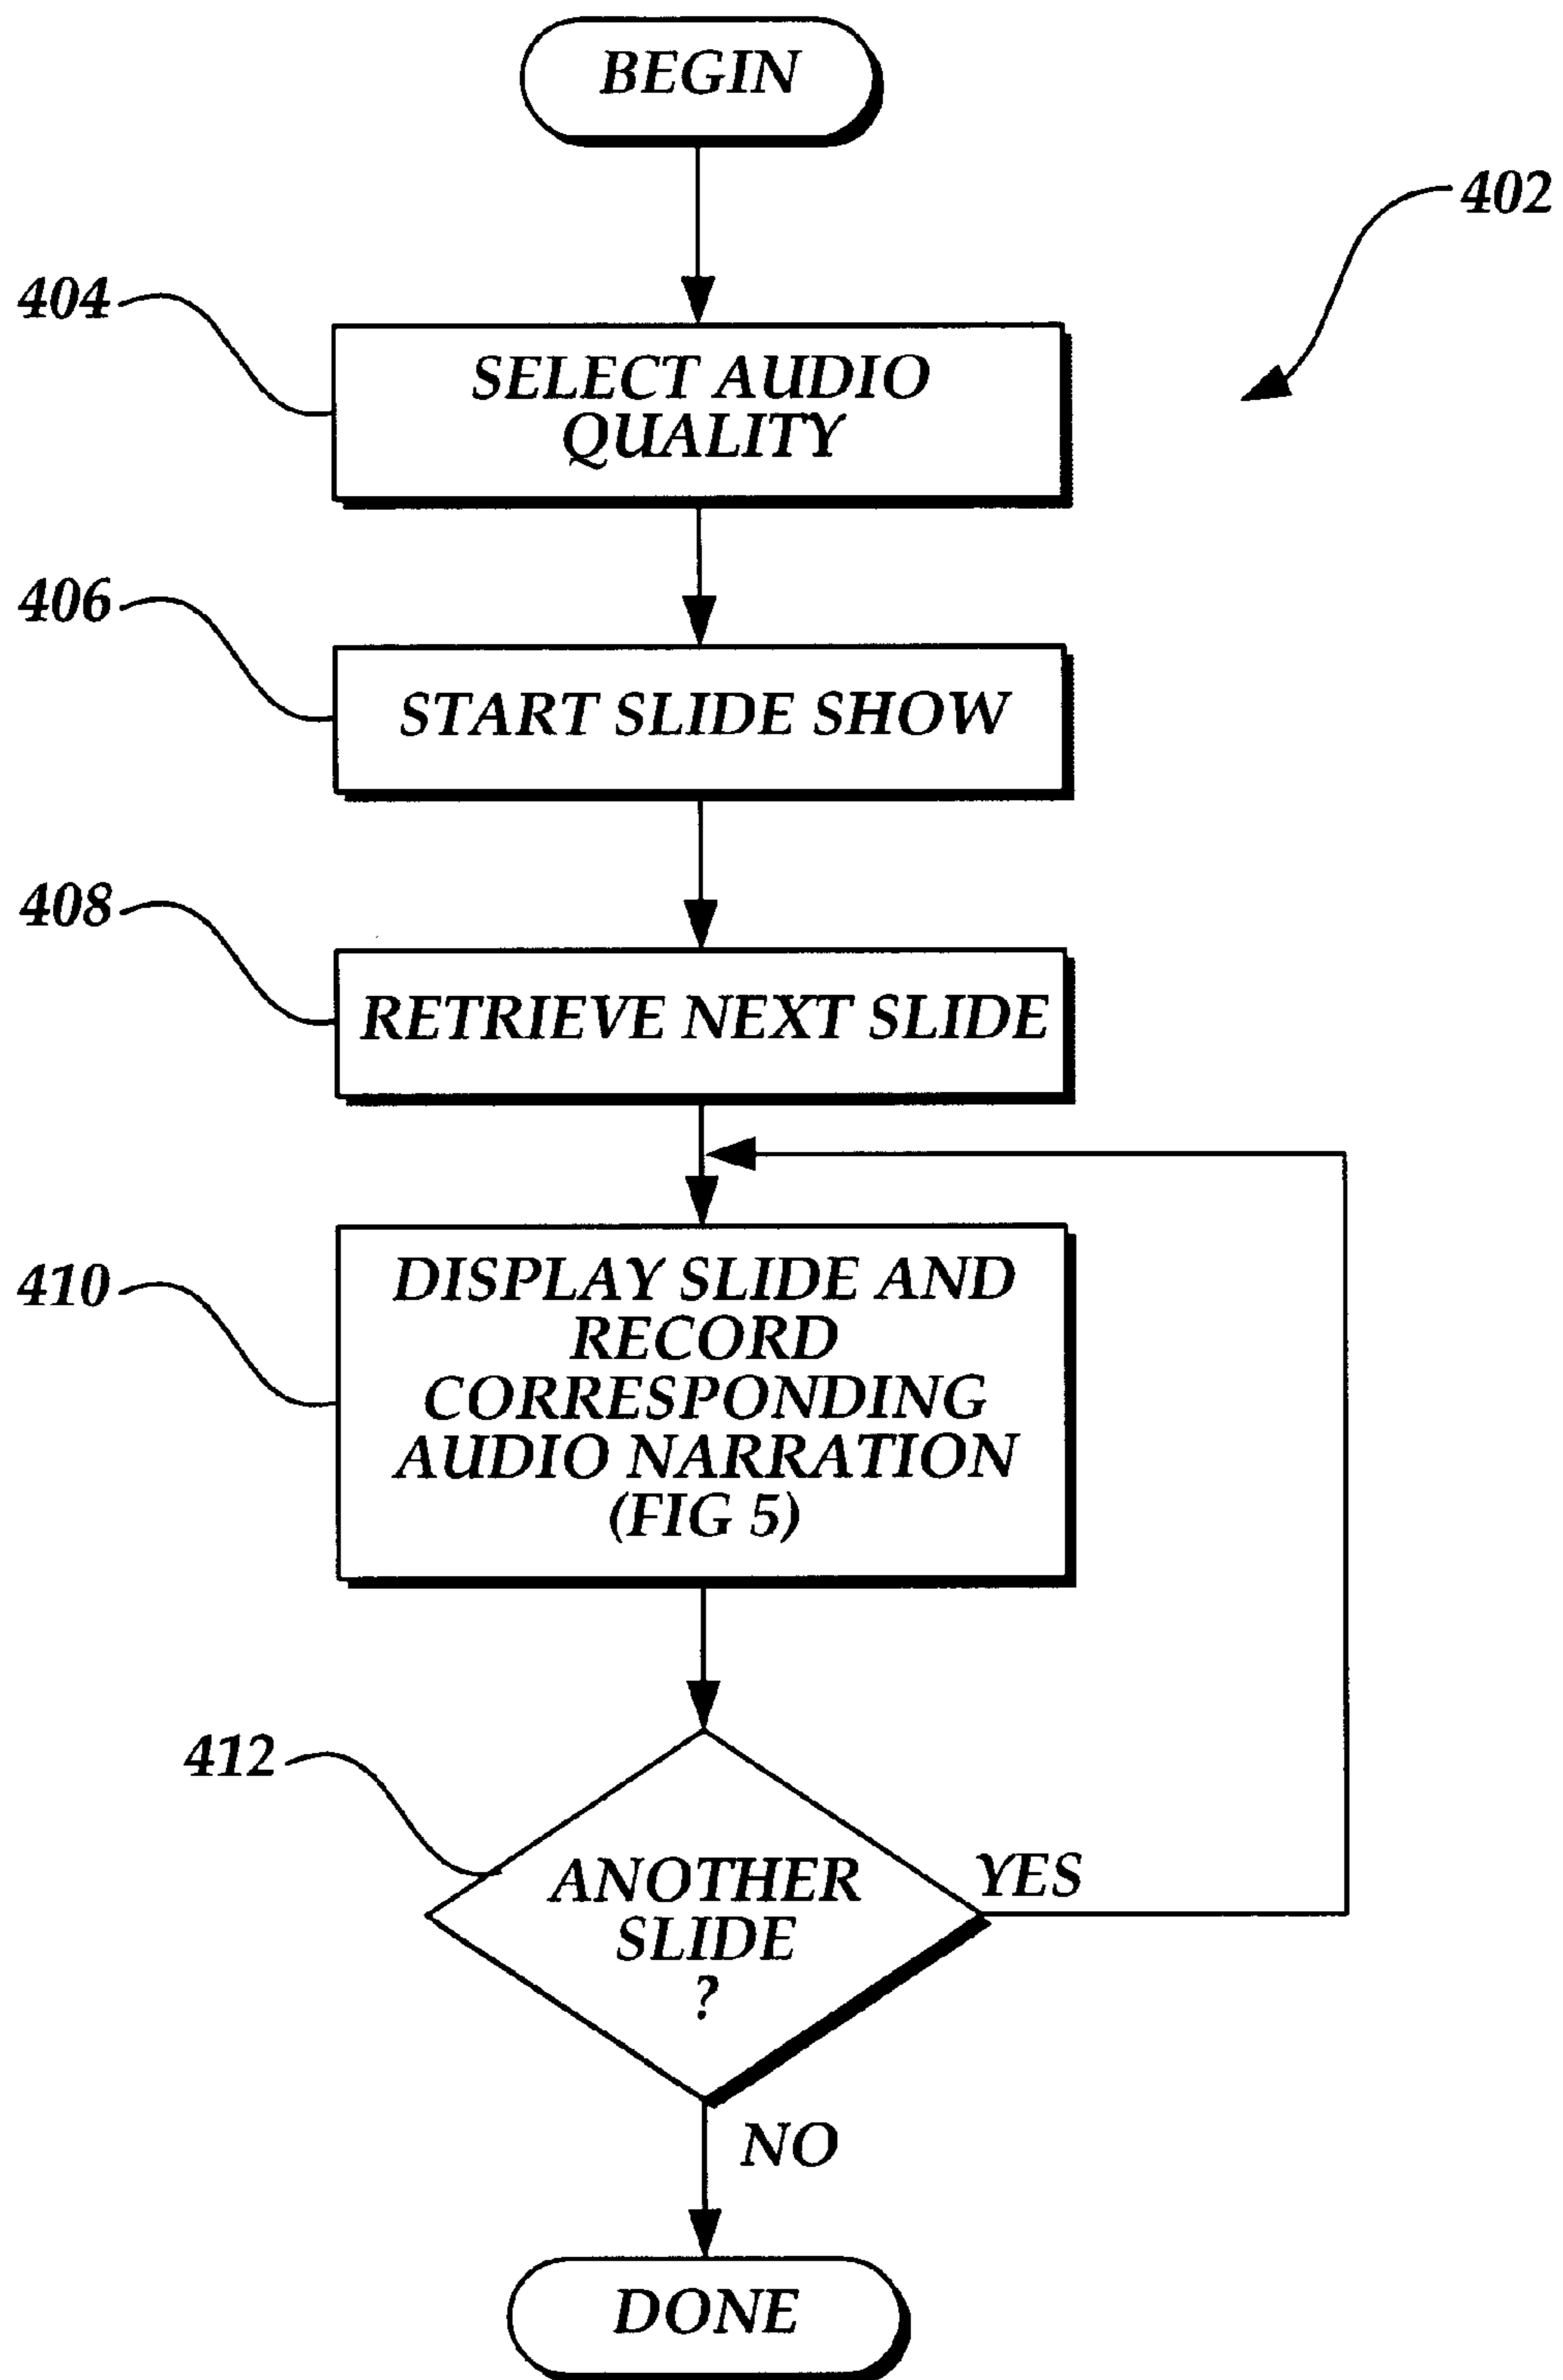 BEGIN
402
404
SELECT AUDIO
QUALITY
406
START SLIDE SHOW
408
RETRIEVE NEXT SLIDE
410
DISPLAY SLIDE AND
RECORD
CORRESPONDING
AUDIO NARRATION
(FIG 5)
412
ANOTHER
SLIDE
?
YES
NO
DONE